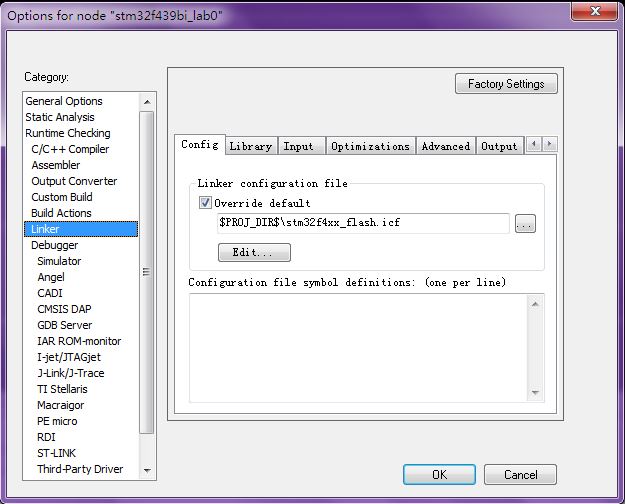 Options for node "stm32f439bi_lab0"
Category:
General Options
Static Analysis
Runtime Checking
C/C++ Compiler
Assembler
Output Converter
Custom Build
Build Actions
Linker
Debugger
Simulator
Angel
CADI
CMSIS DAP
GDB Server
IAR ROM-monitor
I-jet/JTAGjet
J-Link/J-Trace
TI Stellaris
Macraigor
PE micro
RDI
ST-LINK
Third-Party Driver
Factory Settings
Config Library Input Optimizations Advanced Output
Linker configuration file
Override default
$PROJ_DIR$\stm32f4xx_flash.icf
...
Edit...
Configuration file symbol definitions: (one per line)
OK Cancel